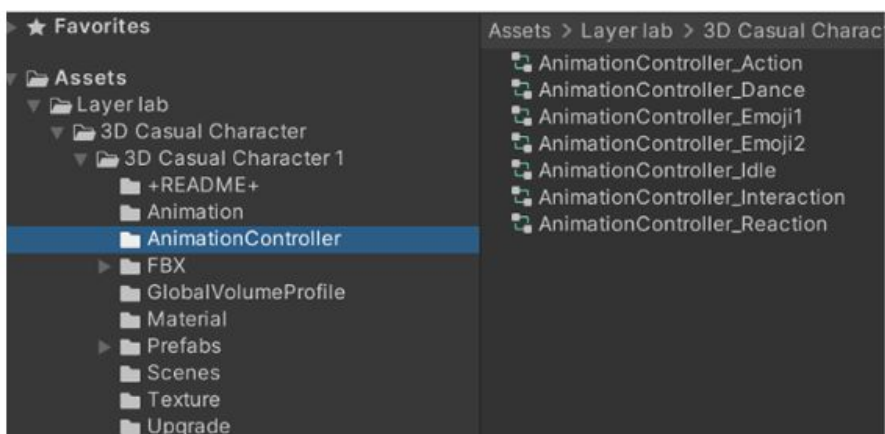 Favorites
Assets
Layer lab
3D Casual Character
3D Casual Character 1
+README+
Animation
AnimationController
FBX
GlobalVolumeProfile
Material
Prefabs
Scenes
Texture
Upgrade
Assets > Layer lab > 3D Casual Charac
AnimationController_Action
AnimationController_Dance
AnimationController_Emoji1
AnimationController_Emoji2
AnimationController_Idle
AnimationController_Interaction
AnimationController_Reaction